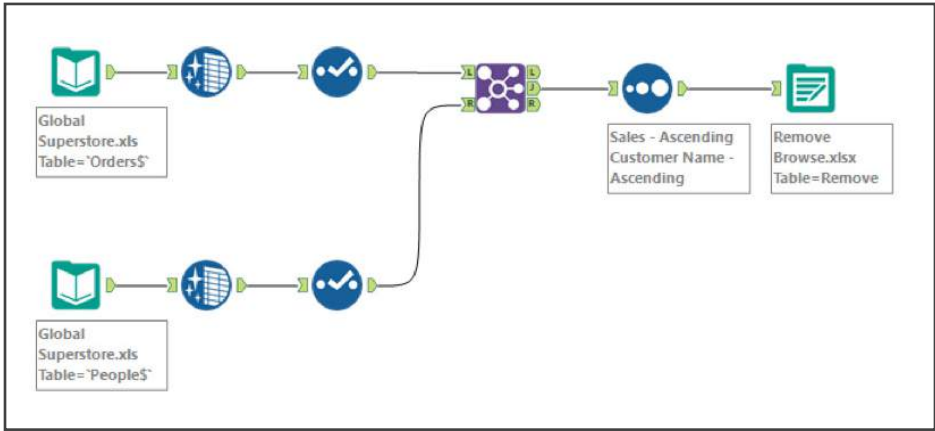 Global
Superstore.xls
Table=`Orders$`
L
R
L
J
R
Sales - Ascending
Customer Name -
Ascending
Remove
Browse.xlsx
Table=Remove
Global
Superstore.xls
Table=`People$`